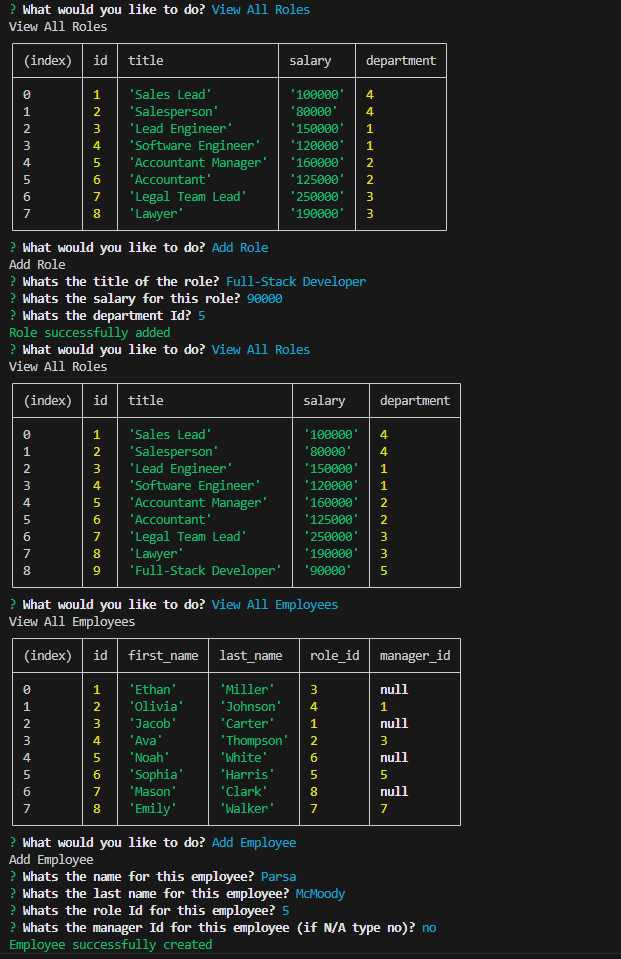 ? What would you like to do? View All Roles
View All Roles
(index) id title salary department
0 1 'Sales Lead' '100000' 4
1 2 'Salesperson' '80000' 4
2 3 'Lead Engineer' '150000' 1
3 4 'Software Engineer' '120000' 1
4 5 'Accountant Manager' '160000' 2
5 6 'Accountant' '125000' 2
6 7 'Legal Team Lead' '250000' 3
7 8 'Lawyer' '190000' 3
? What would you like to do? Add Role
Add Role
? Whats the title of the role? Full-Stack Developer
? Whats the salary for this role? 90000
? Whats the department Id? 5
Role successfully added
? What would you like to do? View All Roles
View All Roles
(index) id title salary department
0 1 'Sales Lead' '100000' 4
1 2 'Salesperson' '80000' 4
2 3 'Lead Engineer' '150000' 1
3 4 'Software Engineer' '120000' 1
4 5 'Accountant Manager' '160000' 2
5 6 'Accountant' '125000' 2
6 7 'Legal Team Lead' '250000' 3
7 8 'Lawyer' '190000' 3
8 9 'Full-Stack Developer' '90000' 5
? What would you like to do? View All Employees
View All Employees
(index) id first_name last_name role_id manager_id
0 1 'Ethan' 'Miller' 3 null
1 2 'Olivia' 'Johnson' 4 1
2 3 'Jacob' 'Carter' 1 null
3 4 'Ava' 'Thompson' 2 3
4 5 'Noah' 'White' 6 null
5 6 'Sophia' 'Harris' 5 5
6 7 'Mason' 'Clark' 8 null
7 8 'Emily' 'Walker' 7 7
? What would you like to do? Add Employee
Add Employee
? Whats the name for this employee? Parsa
? Whats the last name for this employee? McMoody
? Whats the role Id for this employee? 5
? Whats the manager Id for this employee (if N/A type no)? no
Employee successfully created